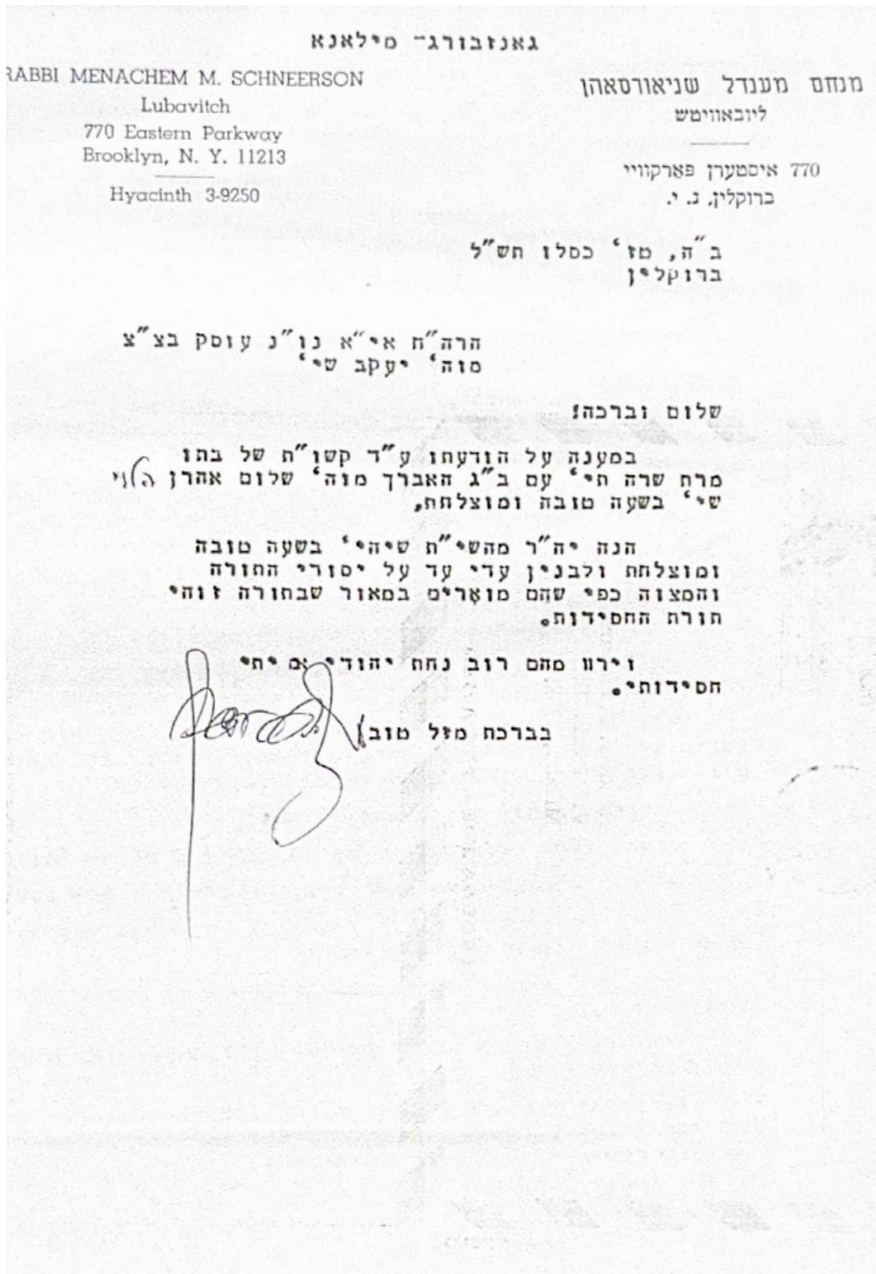 גאנזבורג- מילאנא
RABBI MENACHEM M. SCHNEERSON
Lubavitch
770 Eastern Parkway
Brooklyn, N. Y. 11213
Hyacinth 3-9250
מנחם מענדל שניאורסאהן
ליובאוויטש
770 איסטערן פארקוויי
ברוקלין, נ. י.
ב"ה, טז' כסלו תש"ל
ברוקלין
הרה"ח אי"א נו"נ עוסק בצ"צ
מוה' יעקב שי'
שלום וברכה!
במענה על הודעתו ע"ד קשו"ת של בתו
מרת שרה תי' עם ב"ג האברך מוה' שלום אהרן הלוי
שי' בשעה טובה ומוצלחת,
הנה יה"ר מהשי"ת שיהי' בשעה טובה
ומוצלחת ולבנין עדי עד על יסודי התורה
והמצוה כפי שהם מוארים במאור שבתורה זוהי
תורת החסידות.
וירוו מהם רוב נחת יהודי אמיתי
חסידותי.
בברכת מזל טוב